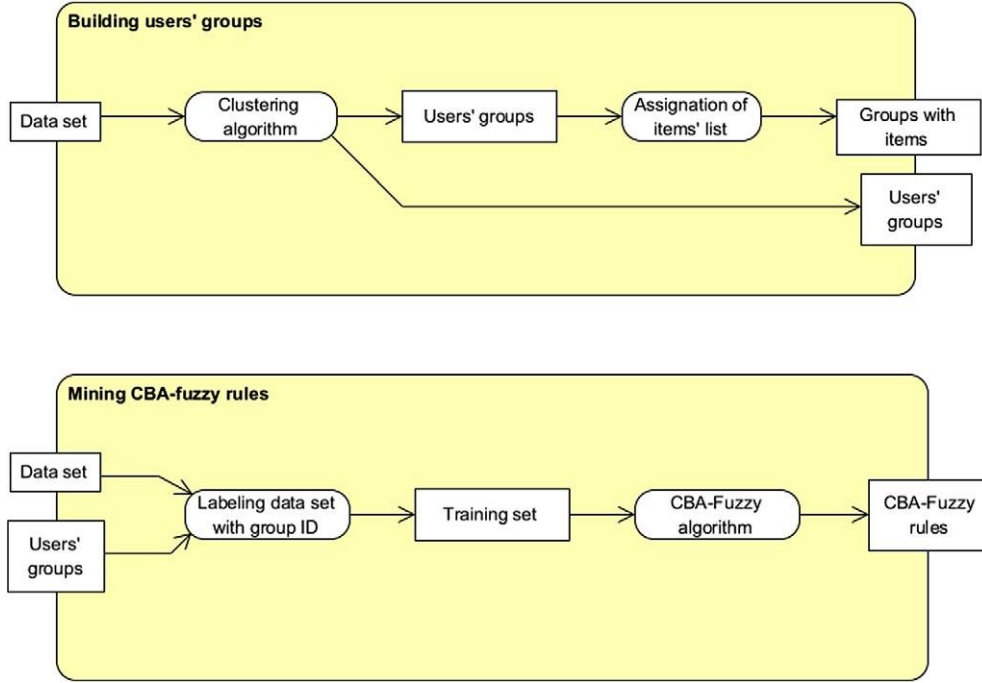 Building users' groups
Data set
Clustering
algorithm
Users' groups
Assignation of
items' list
Groups with
items
Users'
groups
Mining CBA-fuzzy rules
Data set
Users'
groups
Labeling data set
with group ID
Training set
CBA-Fuzzy
algorithm
CBA-Fuzzy
rules